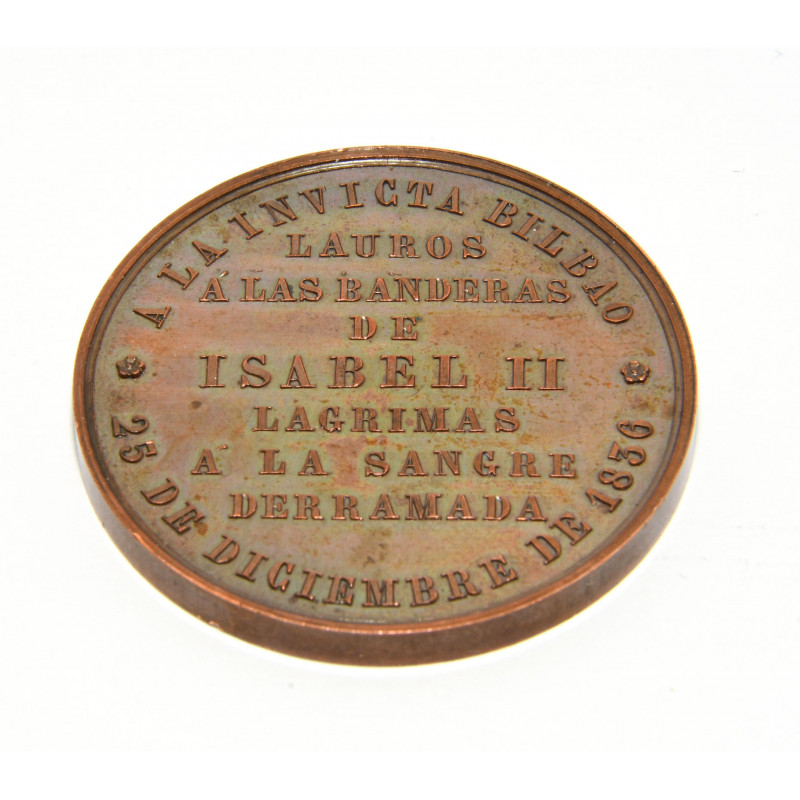 A LA INVICTA BILBAO
LAUROS
Á LAS BANDERAS
DE
ISABEL II
LAGRIMAS
A LA SANGRE
DERRAMADA
25 DE DICIEMBRE DE 1836